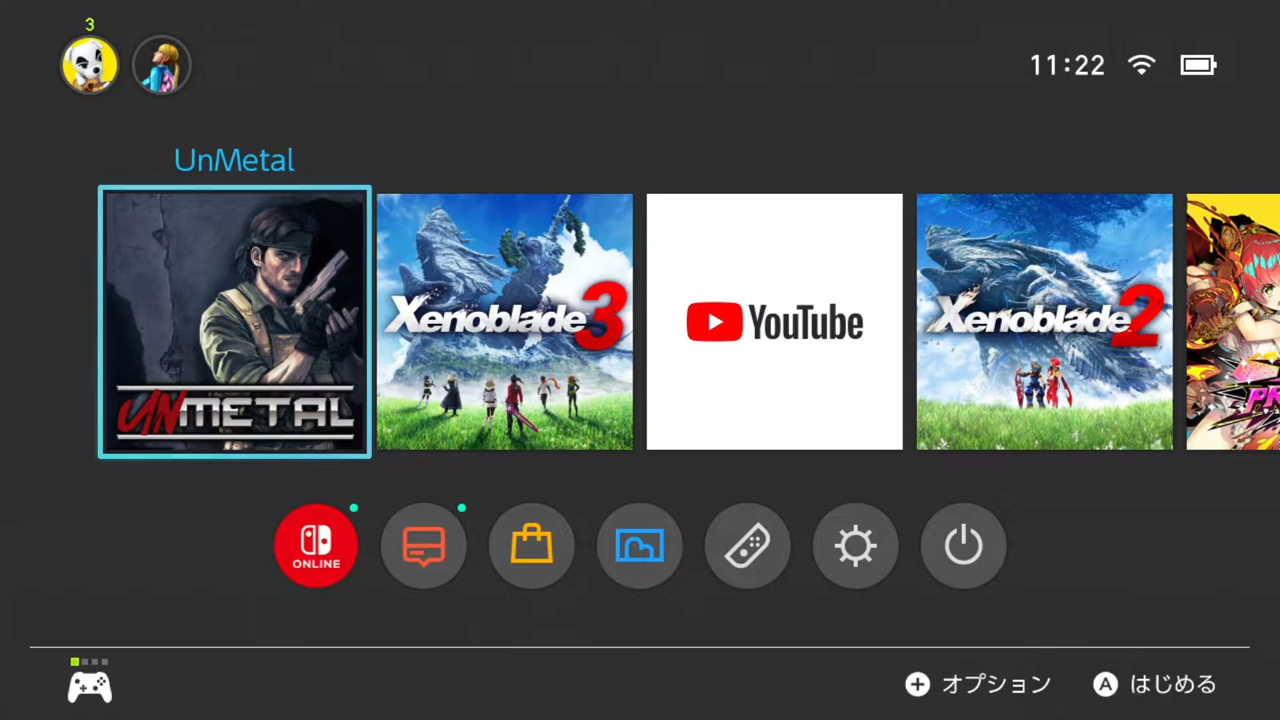 3
11:22
UnMetal
UNMETAL
Xenoblade 3
YouTube
Xenoblade 2
ONLINE
オプション
A はじめる